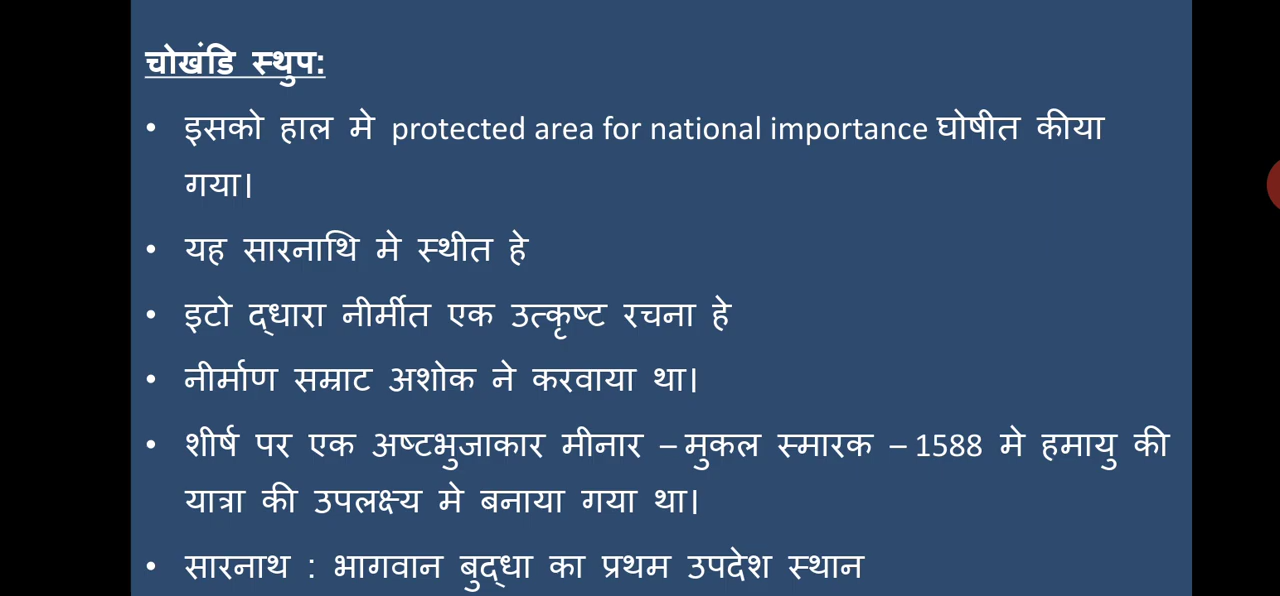 चोखंडि स्थुप:
• इसको हाल मे protected area for national importance घोषीत कीया
गया।
• यह सारनाथि मे स्थीत हे
• इटो द्धारा नीर्मीत एक उत्कृष्ट रचना हे
• नीर्माण सम्राट अशोक ने करवाया था।
• शीर्ष पर एक अष्टभुजाकार मीनार – मुकल स्मारक – 1588 मे हमायु की
यात्रा की उपलक्ष्य मे बनाया गया था।
• सारनाथ : भागवान बुद्धा का प्रथम उपदेश स्थान